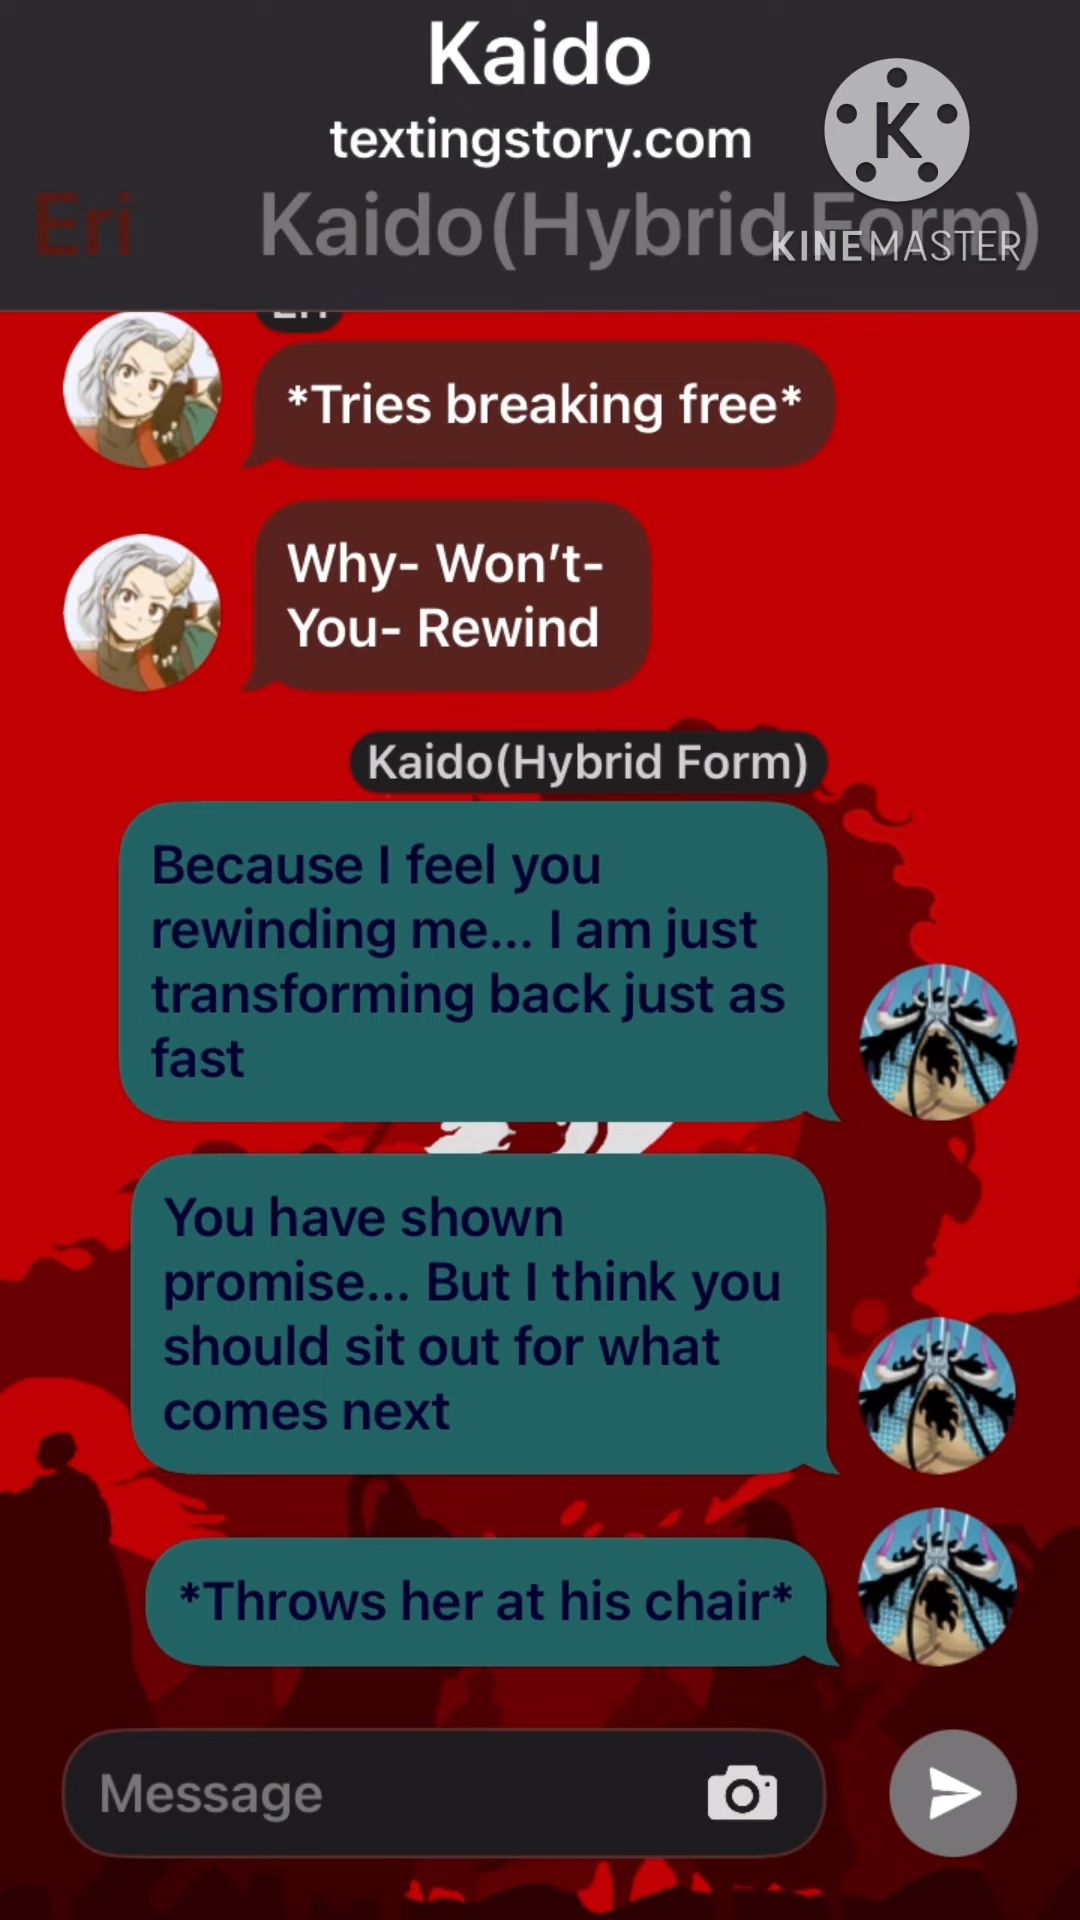 Kaido
textingstory.com
K
Eri
Kaido(Hybrid Form)
KINEMASTER
Eri
*Tries breaking free*
Why- Won’t-
You- Rewind
Kaido(Hybrid Form)
Because I feel you
rewinding me... I am just
transforming back just as
fast
You have shown
promise... But I think you
should sit out for what
comes next
*Throws her at his chair*
Message